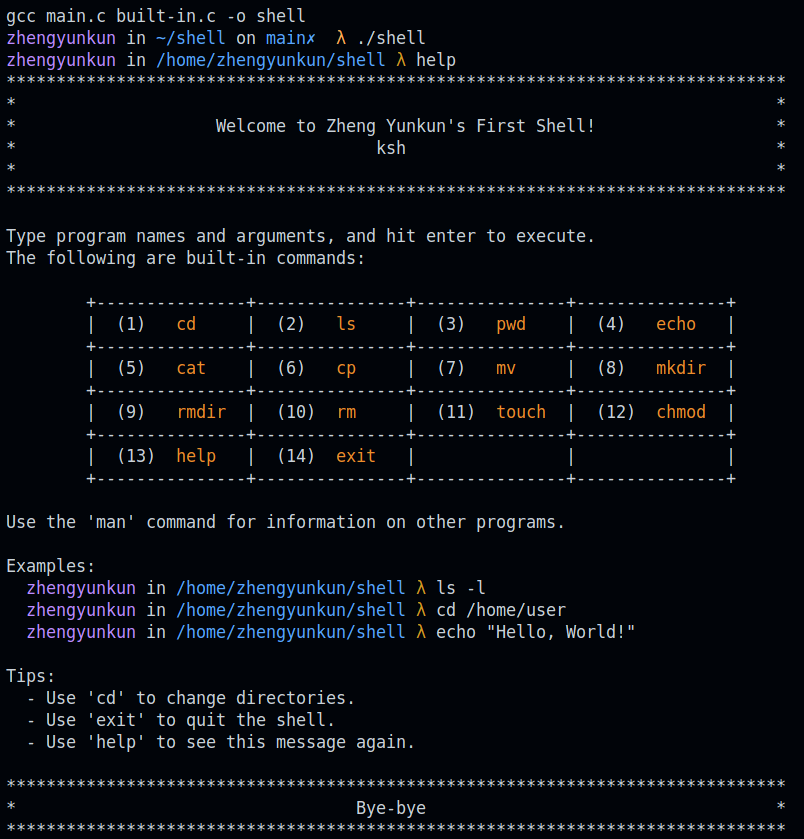 gcc main.c built-in.c -o shell
zhengyunkun in ~/shell on main✗  λ ./shell
zhengyunkun in /home/zhengyunkun/shell λ help
******************************************************************************
*                                                                            *
*                    Welcome to Zheng Yunkun's First Shell!                  *
*                                    ksh                                     *
*                                                                            *
******************************************************************************
Type program names and arguments, and hit enter to execute.
The following are built-in commands:
        +---------------+---------------+---------------+---------------+
        |  (1)   cd     |  (2)   ls     |  (3)   pwd    |  (4)   echo   |
        +---------------+---------------+---------------+---------------+
        |  (5)   cat    |  (6)   cp     |  (7)   mv     |  (8)   mkdir  |
        +---------------+---------------+---------------+---------------+
        |  (9)   rmdir  |  (10)  rm     |  (11)  touch  |  (12)  chmod  |
        +---------------+---------------+---------------+---------------+
        |  (13)  help   |  (14)  exit   |               |               |
        +---------------+---------------+---------------+---------------+
Use the 'man' command for information on other programs.
Examples:
  zhengyunkun in /home/zhengyunkun/shell λ ls -l
  zhengyunkun in /home/zhengyunkun/shell λ cd /home/user
  zhengyunkun in /home/zhengyunkun/shell λ echo "Hello, World!"
Tips:
  - Use 'cd' to change directories.
  - Use 'exit' to quit the shell.
  - Use 'help' to see this message again.
******************************************************************************
*                                  Bye-bye                                   *
******************************************************************************